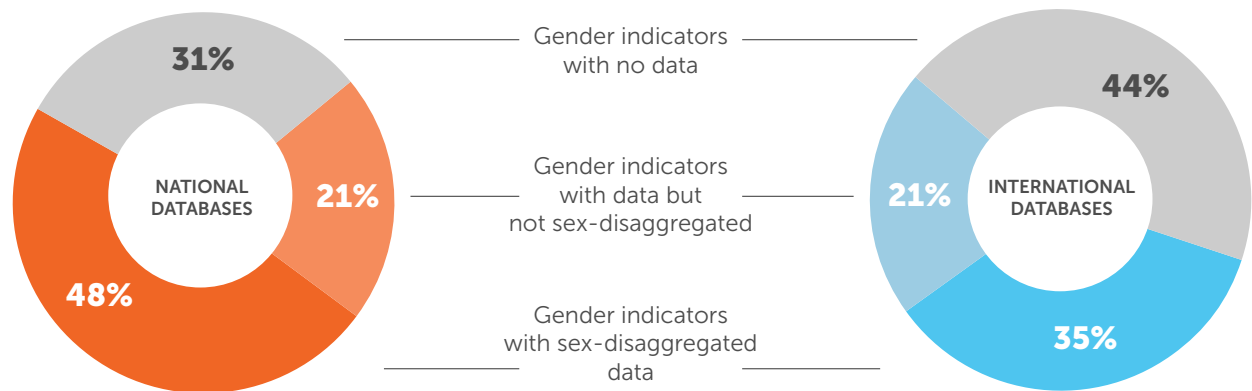 31%
21%
48%
NATIONAL
DATABASES
Gender indicators
with no data
Gender indicators
with data but
not sex-disaggregated
Gender indicators
with sex-disaggregated
data
44%
21%
35%
INTERNATIONAL
DATABASES